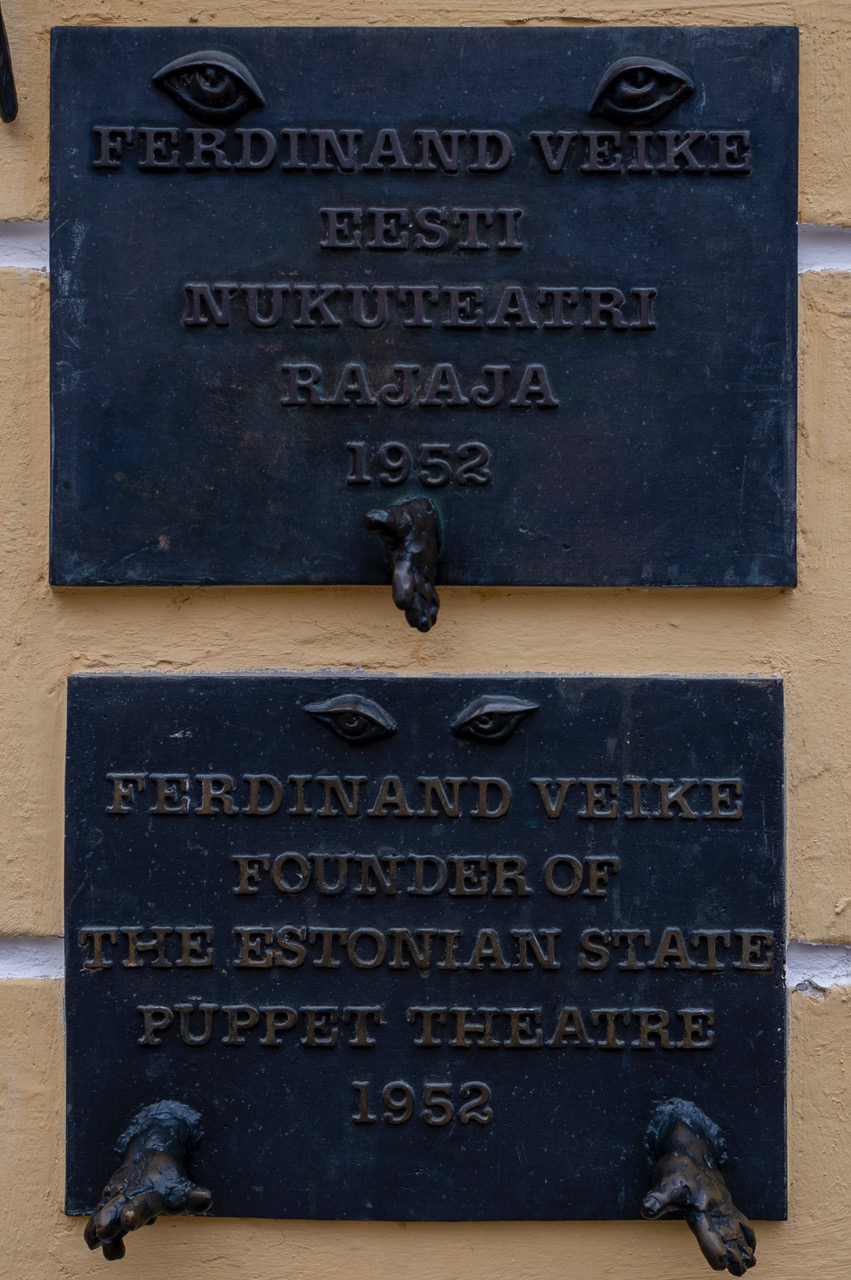 FERDINAND VEIKE
EESTI
NUKUTEATRI
RAJAJA
1952
FERDINAND VEIKE
FOUNDER OF
THE ESTONIAN STATE
PUPPET THEATRE
1952